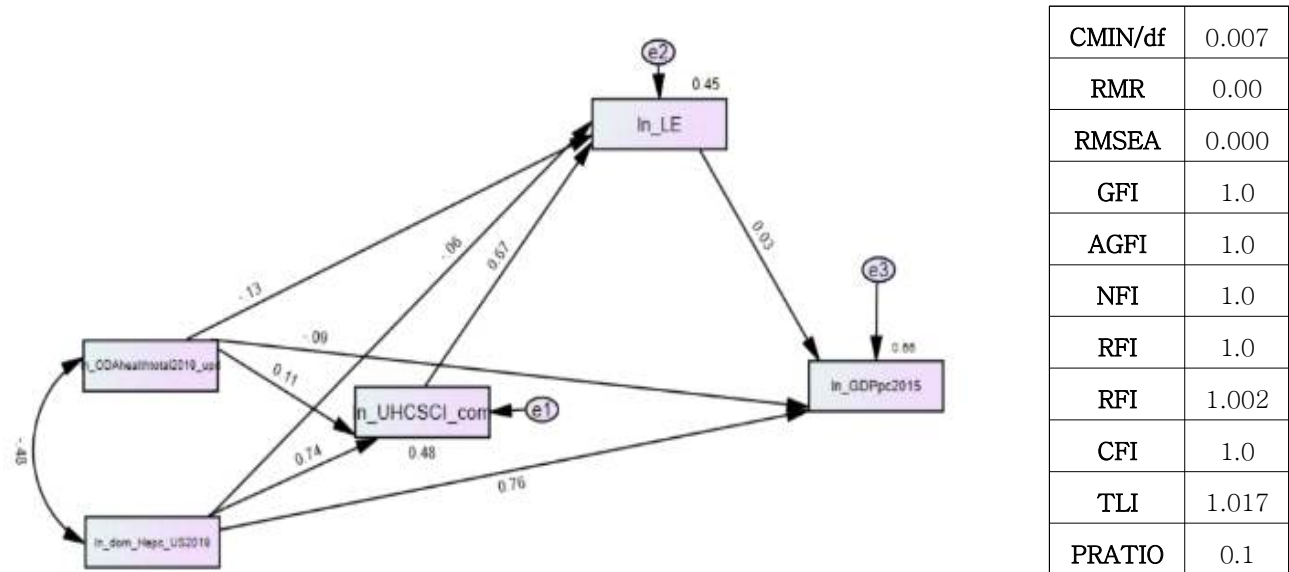 e2
0.45
ln_LE
-.06
0.67
0.03
-.13
e3
-.09
0.66
n_ODAhealthtotal2019_upd
0.11
ln_GDPpc2015
n_UHCSCI_com
e1
0.74
0.48
-.48
0.76
ln_dom_Hepc_US2019
CMIN/df 0.007
RMR 0.00
RMSEA 0.000
GFI 1.0
AGFI 1.0
NFI 1.0
RFI 1.0
RFI 1.002
CFI 1.0
TLI 1.017
PRATIO 0.1